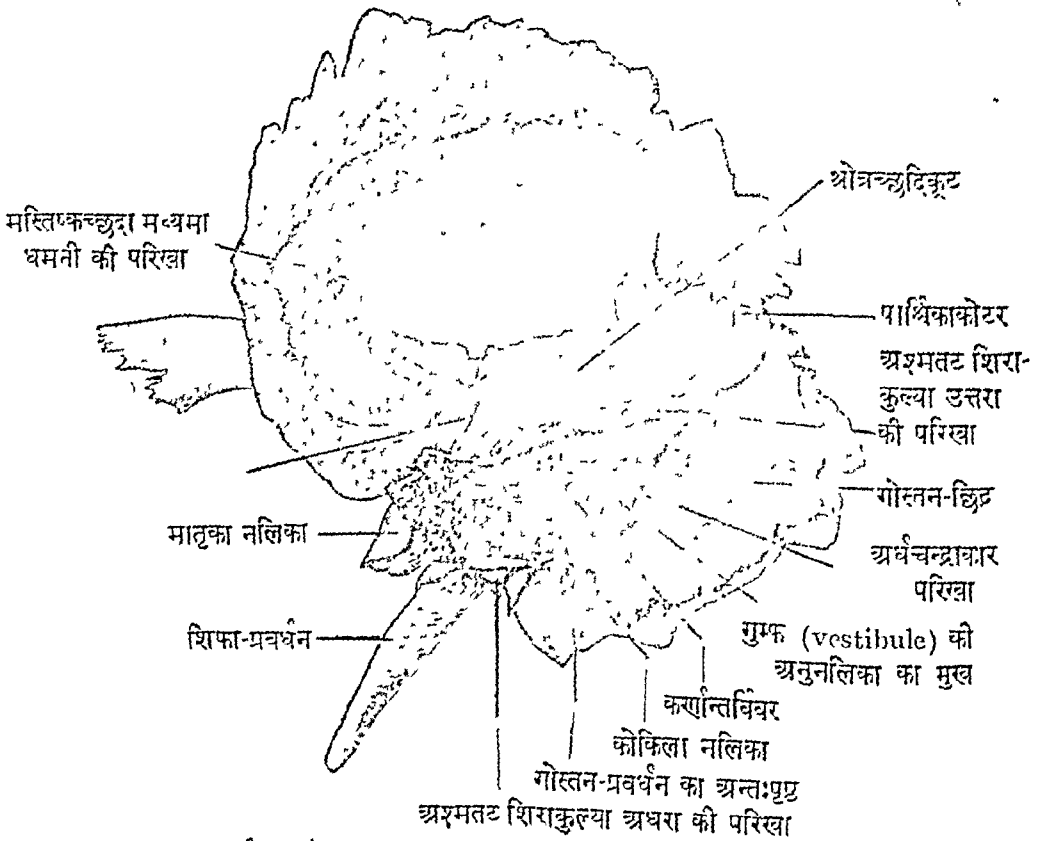 श्रोत्रच्छदिकूट
मस्तिष्कच्छदा मध्यमा
धमनी की परिखा
पार्श्विकाकोटर
अश्मतट शिरा-
कुल्या उत्तरा
की परिखा
गोस्तन-छिद्र
मातृका नलिका
अर्धचन्द्राकार
परिखा
शिफा-प्रवर्धन
गुम्फ (vestibule) की
अनुनलिका का मुख
कर्णान्तर्विवर
कोकिला नलिका
गोस्तन-प्रवर्धन का अन्तःपृष्ठ
अश्मतट शिराकुल्या अधरा की परिखा